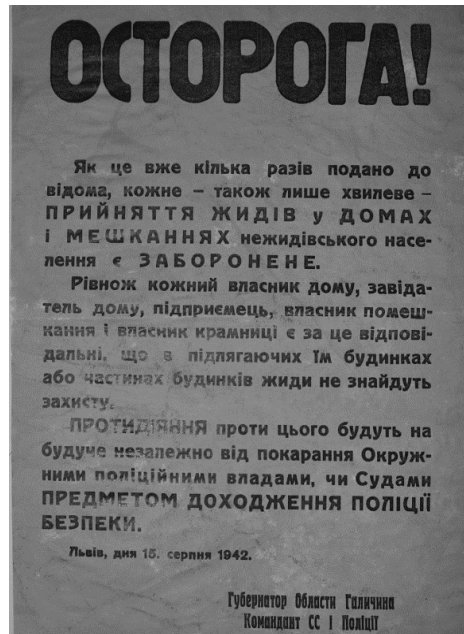 ОСТОРОГА!
Як це вже кілька разів подано до
відома, кожне – також лише хвилеве –
ПРИЙНЯТТЯ ЖИДІВ у ДОМАХ
і МЕШКАННЯХ нежидівського насе-
лення є ЗАБОРОНЕНЕ.
Рівнож кожний власник дому, завіда-
тель дому, підприємець, власник помеш-
кання і власник крамниці є за це відпові-
дальні, що в підлягаючих їм будинках
або частинах будинків жиди не знайдуть
захисту.
ПРОТИДІЯННЯ проти цього будуть на
будуче незалежно від покарання Окруж-
ними поліційними владами, чи Судами
ПРЕДМЕТОМ ДОХОДЖЕННЯ ПОЛІЦІЇ
БЕЗПЕКИ.
Львів, дня 15. серпня 1942.
Губернатор Области Галичина
Командант СС і Поліції